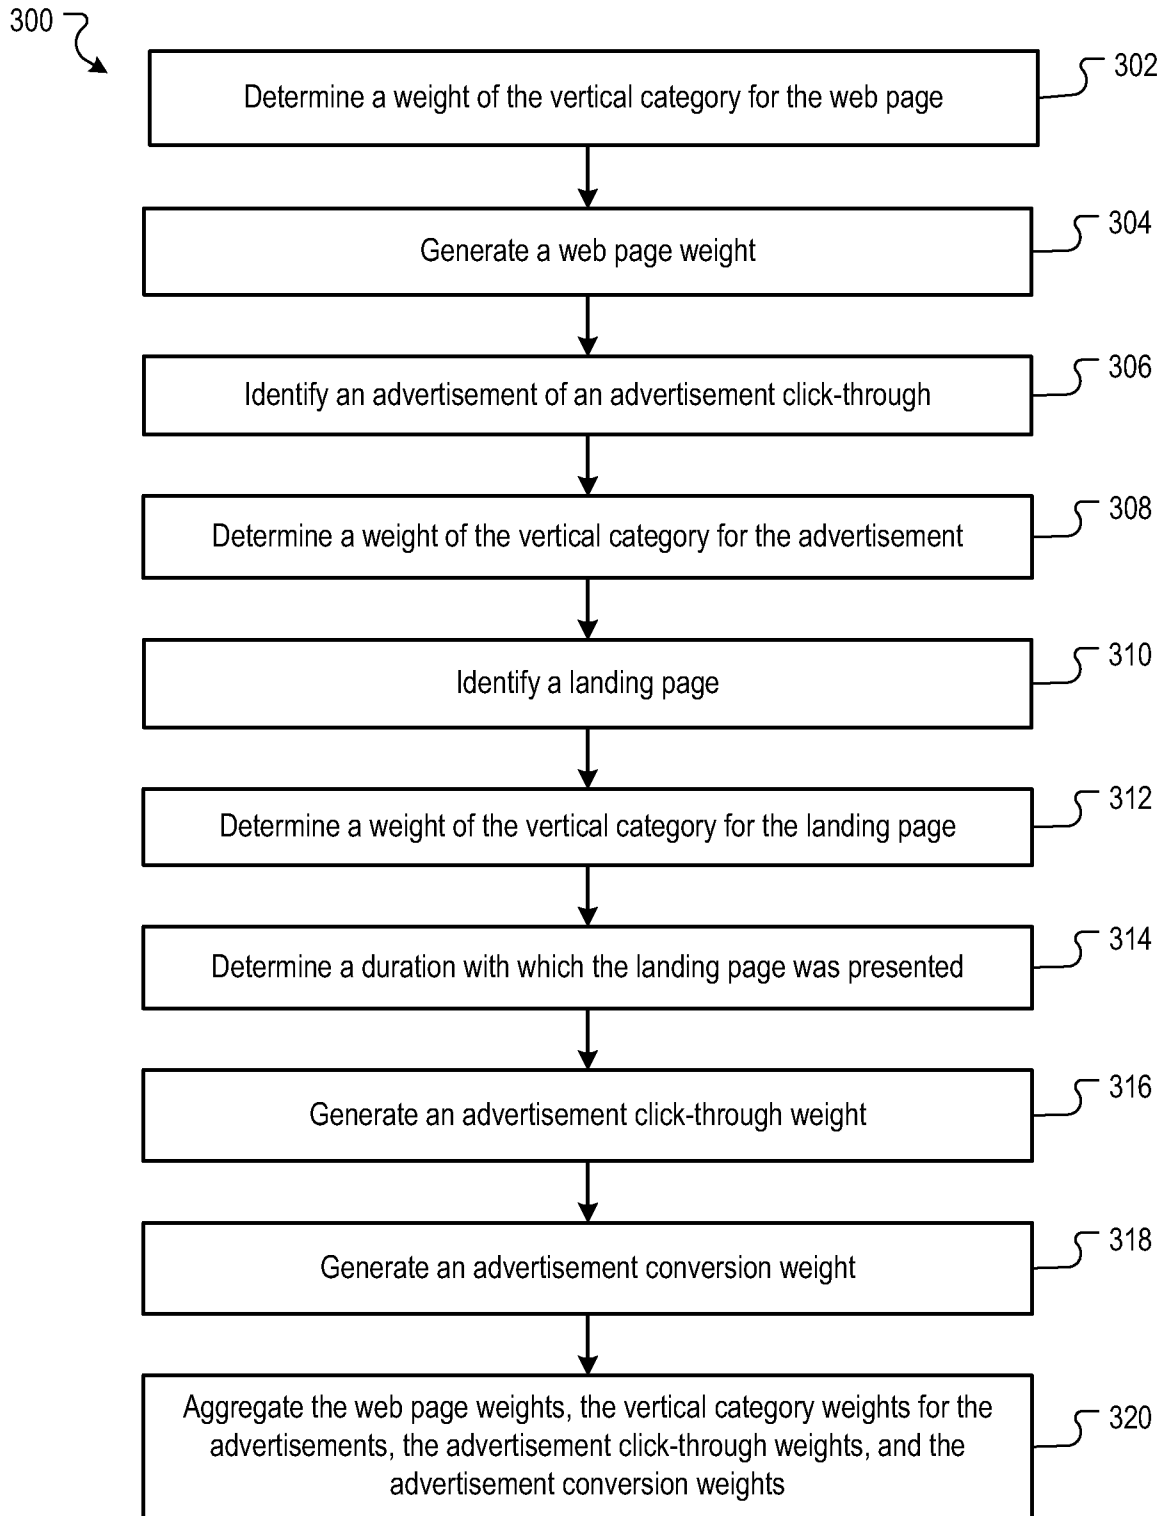 300
Determine a weight of the vertical category for the web page
302
Generate a web page weight
304
Identify an advertisement of an advertisement click-through
306
Determine a weight of the vertical category for the advertisement
308
Identify a landing page
310
Determine a weight of the vertical category for the landing page
312
Determine a duration with which the landing page was presented
314
Generate an advertisement click-through weight
316
Generate an advertisement conversion weight
318
Aggregate the web page weights, the vertical category weights for the
advertisements, the advertisement click-through weights, and the
advertisement conversion weights
320